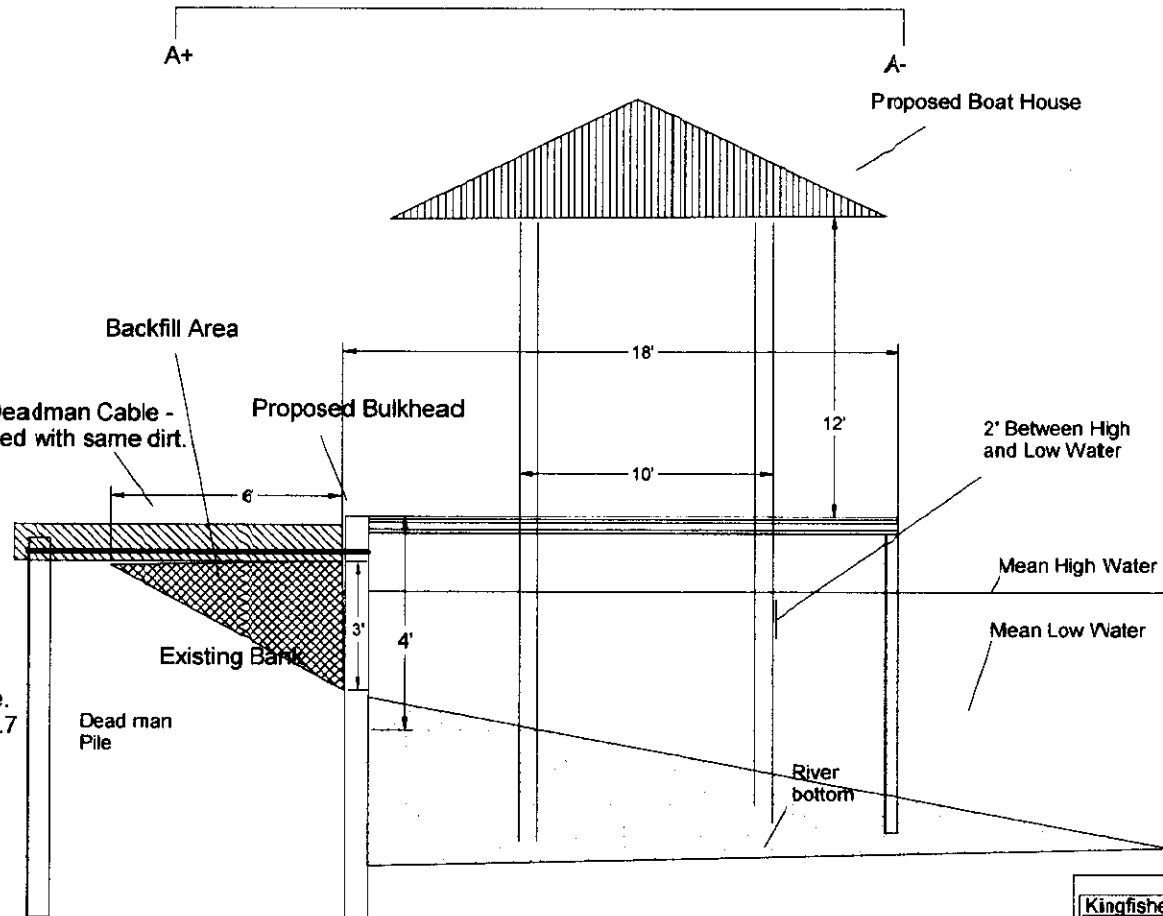 A+
A-
Proposed Boat House
Backfill Area
18'
Deadman Cable -
ed with same dirt.
Proposed Bulkhead
12'
2' Between High
and Low Water
10'
6'
Mean High Water
3'
4'
Mean Low Water
Existing Bank
e.
.7
Dead man
Pile
River
bottom
Kingfishe